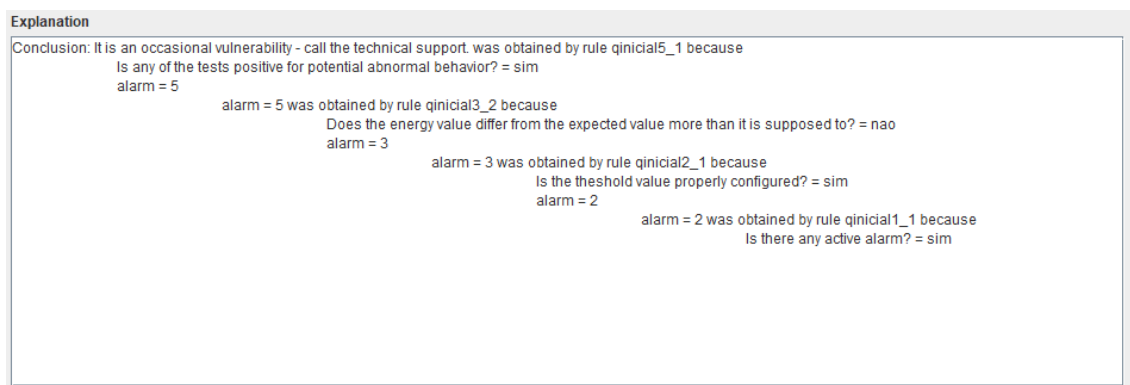 Explanation
Conclusion: It is an occasional vulnerability - call the technical support. was obtained by rule qinicial5_1 because
Is any of the tests positive for potential abnormal behavior? = sim
alarm = 5
alarm = 5 was obtained by rule qinicial3_2 because
Does the energy value differ from the expected value more than it is supposed to? = nao
alarm = 3
alarm = 3 was obtained by rule qinicial2_1 because
Is the theshold value properly configured? = sim
alarm = 2
alarm = 2 was obtained by rule qinicial1_1 because
Is there any active alarm? = sim